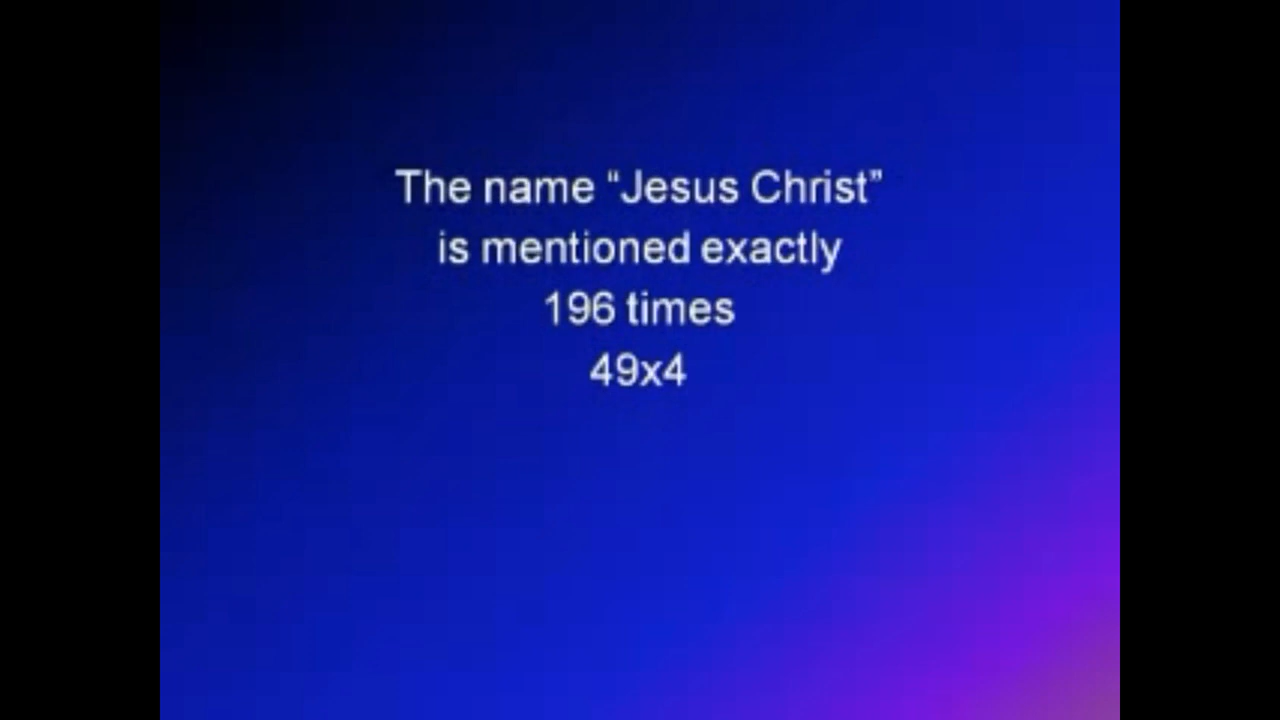 The name “Jesus Christ”
is mentioned exactly
196 times
49x4